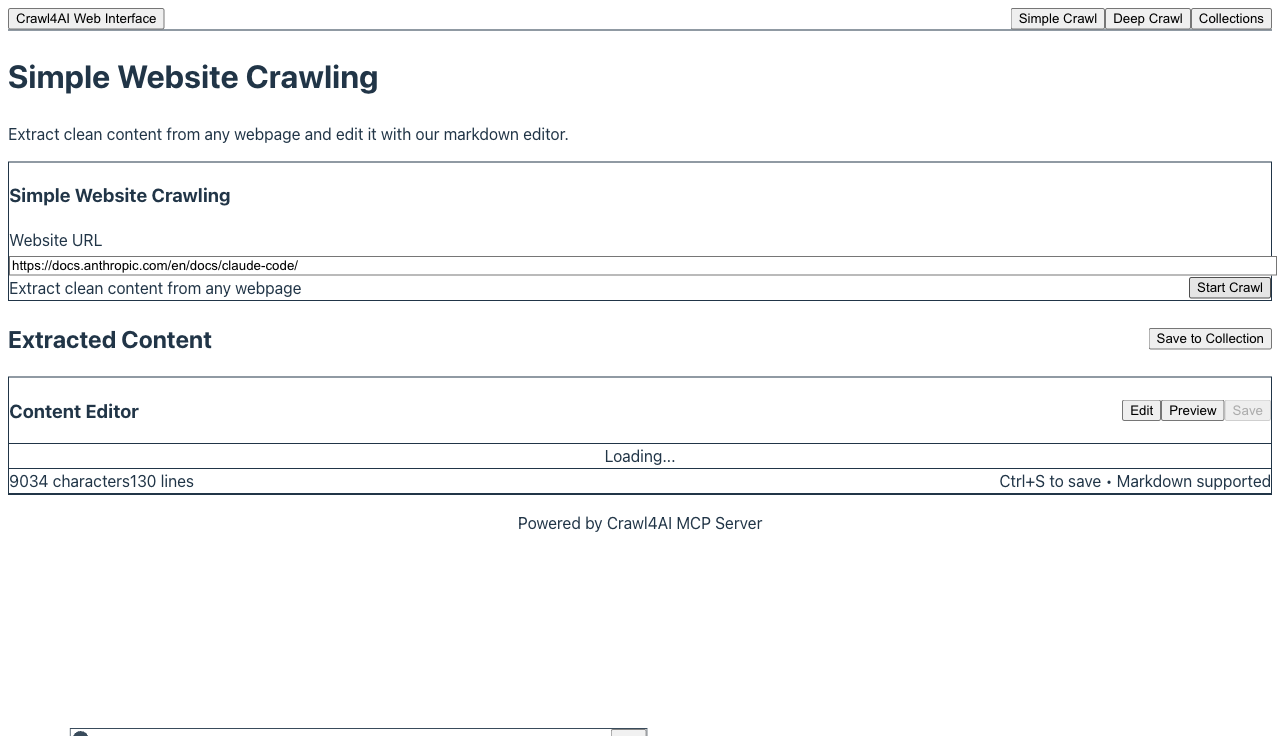 Crawl4AI Web Interface Simple Crawl Deep Crawl Collections
Simple Website Crawling
Extract clean content from any webpage and edit it with our markdown editor.
Simple Website Crawling
Website URL
https://docs.anthropic.com/en/docs/claude-code/
Extract clean content from any webpage Start Crawl
Extracted Content Save to Collection
Content Editor Edit Preview Save
Loading...
9034 characters130 lines Ctrl+S to save • Markdown supported
Powered by Crawl4AI MCP Server